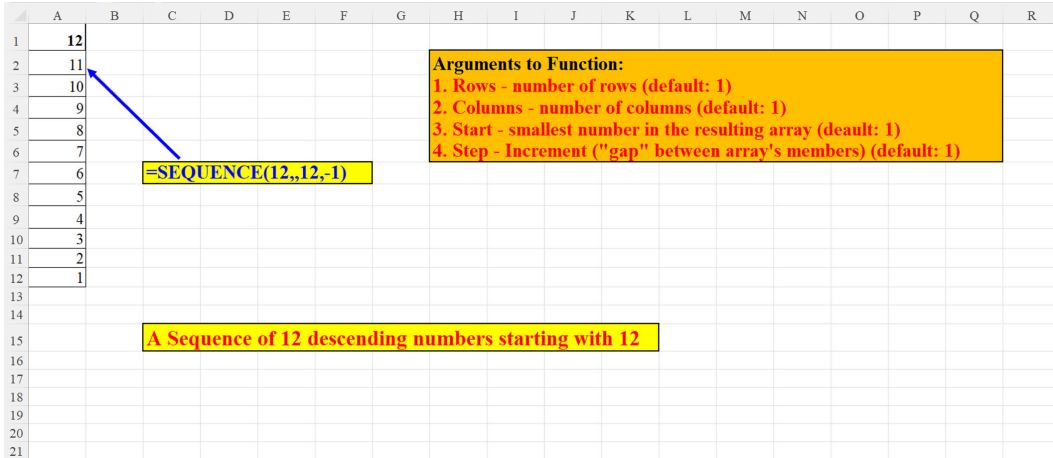 A B C D E F G H I J K L M N O P Q R
1 12
2 11 Arguments to Function:
3 10 1. Rows - number of rows (default: 1)
4 9 2. Columns - number of columns (default: 1)
5 8 3. Start - smallest number in the resulting array (deault: 1)
6 7 4. Step - Increment ("gap" between array's members) (default: 1)
7 6 =SEQUENCE(12,,12,-1)
8 5
9 4
10 3
11 2
12 1
13
14
15 A Sequence of 12 descending numbers starting with 12
16
17
18
19
20
21